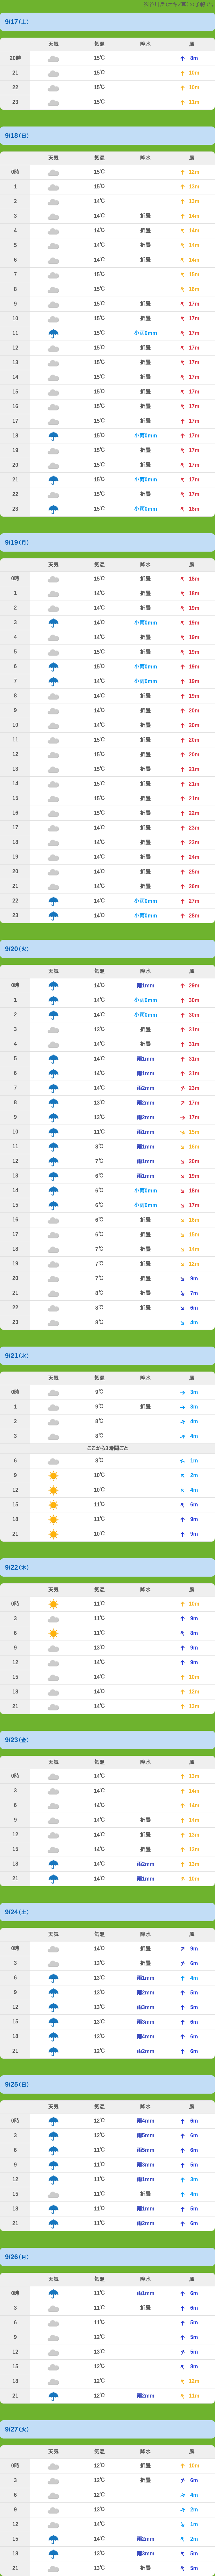 9/17(土)
天気 気温 降水 風
20時 15℃ 8m
21 15℃ 10m
22 15℃ 10m
23 15℃ 11m
9/18(日)
天気 気温 降水 風
0時 15℃ 12m
1 15℃ 13m
2 14℃ 13m
3 14℃ 折曇 14m
4 14℃ 折曇 14m
5 14℃ 折曇 14m
6 14℃ 折曇 14m
7 15℃ 15m
8 15℃ 16m
9 15℃ 折曇 17m
10 15℃ 折曇 17m
11 15℃ 小雨0mm 17m
12 15℃ 折曇 17m
13 15℃ 折曇 17m
14 15℃ 折曇 17m
15 15℃ 折曇 17m
16 15℃ 折曇 17m
17 15℃ 折曇 17m
18 15℃ 小雨0mm 17m
19 15℃ 折曇 17m
20 15℃ 折曇 17m
21 15℃ 小雨0mm 17m
22 15℃ 折曇 17m
23 15℃ 小雨0mm 18m
9/19(月)
天気 気温 降水 風
0時 15℃ 折曇 18m
1 14℃ 折曇 18m
2 14℃ 折曇 19m
3 14℃ 小雨0mm 19m
4 14℃ 折曇 19m
5 15℃ 折曇 19m
6 15℃ 小雨0mm 19m
7 15℃ 小雨0mm 19m
8 14℃ 折曇 19m
9 14℃ 折曇 20m
10 14℃ 折曇 20m
11 15℃ 折曇 20m
12 15℃ 折曇 20m
13 15℃ 折曇 21m
14 15℃ 折曇 21m
15 15℃ 折曇 21m
16 15℃ 折曇 22m
17 14℃ 折曇 23m
18 14℃ 折曇 23m
19 14℃ 折曇 24m
20 14℃ 折曇 25m
21 14℃ 折曇 26m
22 14℃ 小雨0mm 27m
23 14℃ 小雨0mm 28m
9/20(火)
天気 気温 降水 風
0時 14℃ 雨1mm 29m
1 14℃ 小雨0mm 30m
2 14℃ 小雨0mm 30m
3 13℃ 折曇 31m
4 14℃ 折曇 31m
5 14℃ 雨1mm 31m
6 14℃ 雨1mm 31m
7 14℃ 雨2mm 23m
8 13℃ 雨2mm 17m
9 13℃ 雨2mm 17m
10 11℃ 雨1mm 15m
11 8℃ 雨1mm 16m
12 7℃ 雨1mm 20m
13 6℃ 雨1mm 19m
14 6℃ 小雨0mm 18m
15 6℃ 小雨0mm 17m
16 6℃ 折曇 16m
17 6℃ 折曇 15m
18 7℃ 折曇 14m
19 7℃ 折曇 12m
20 7℃ 折曇 9m
21 8℃ 折曇 7m
22 8℃ 折曇 6m
23 8℃ 4m
9/21(水)
天気 気温 降水 風
0時 9℃ 3m
1 9℃ 折曇 3m
2 8℃ 4m
3 8℃ 4m
ここから3時間ごと
6 8℃ 1m
9 10℃ 2m
12 10℃ 4m
15 11℃ 6m
18 11℃ 9m
21 10℃ 9m
9/22(木)
天気 気温 降水 風
0時 11℃ 10m
3 11℃ 9m
6 11℃ 8m
9 13℃ 9m
12 14℃ 9m
15 14℃ 10m
18 14℃ 12m
21 14℃ 13m
9/23(金)
天気 気温 降水 風
0時 14℃ 13m
3 14℃ 14m
6 14℃ 14m
9 14℃ 折曇 14m
12 14℃ 折曇 13m
15 14℃ 折曇 13m
18 14℃ 雨2mm 13m
21 14℃ 雨1mm 10m
9/24(土)
天気 気温 降水 風
0時 14℃ 折曇 9m
3 13℃ 折曇 6m
6 13℃ 雨1mm 4m
9 13℃ 雨2mm 5m
12 13℃ 雨3mm 5m
15 13℃ 雨3mm 6m
18 13℃ 雨4mm 6m
21 12℃ 雨2mm 6m
9/25(日)
天気 気温 降水 風
0時 12℃ 雨4mm 6m
3 12℃ 雨5mm 6m
6 11℃ 雨5mm 6m
9 11℃ 雨3mm 5m
12 11℃ 雨1mm 3m
15 11℃ 折曇 4m
18 11℃ 雨1mm 5m
21 11℃ 雨2mm 6m
9/26(月)
天気 気温 降水 風
0時 11℃ 雨1mm 6m
3 11℃ 折曇 6m
6 11℃ 5m
9 12℃ 5m
12 12℃ 5m
15 12℃ 8m
18 12℃ 12m
21 12℃ 雨2mm 11m
9/27(火)
天気 気温 降水 風
0時 12℃ 折曇 10m
3 12℃ 折曇 6m
6 12℃ 4m
9 13℃ 2m
12 14℃ 1m
15 14℃ 雨2mm 2m
18 13℃ 雨3mm 5m
21 13℃ 折曇 5m